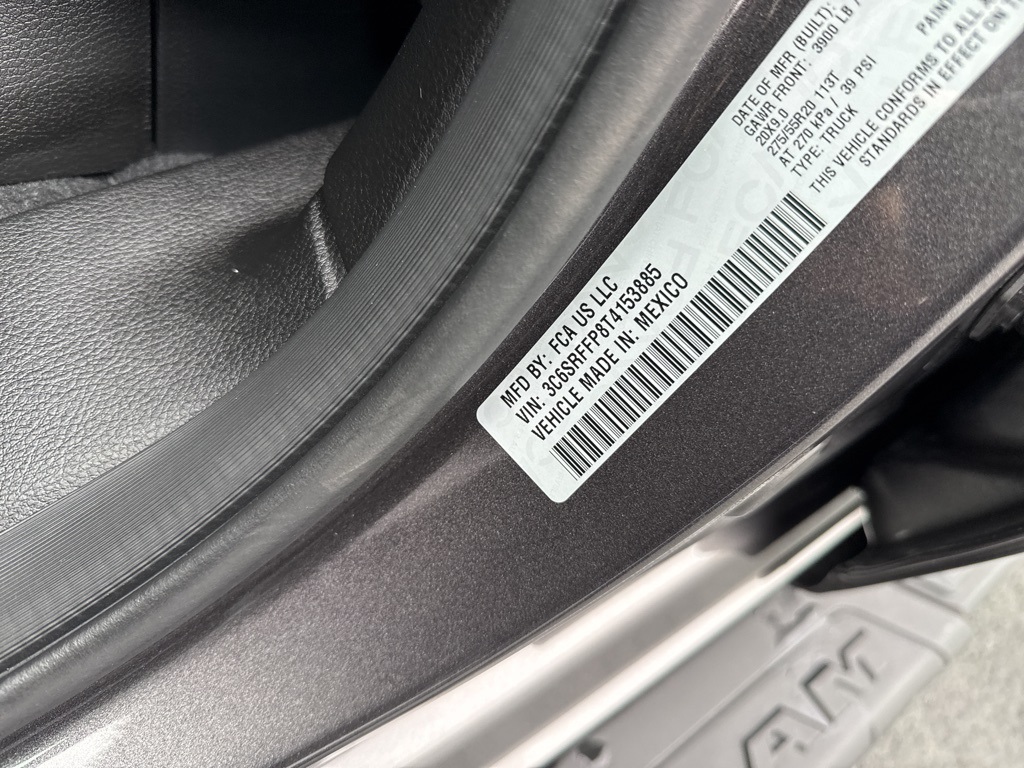 MFD BY: FCA US LLC
VIN: 3C6SRFFP8T4153885
VEHICLE MADE IN: MEXICO
DATE OF MFR (BUILT):
GAWR FRONT: 3900 LB /
20X9.0
275/55R20 113T
AT 270 kPa / 39 PSI
TYPE: TRUCK
PAINT
THIS VEHICLE CONFORMS TO ALL
STANDARDS IN EFFECT ON
AM